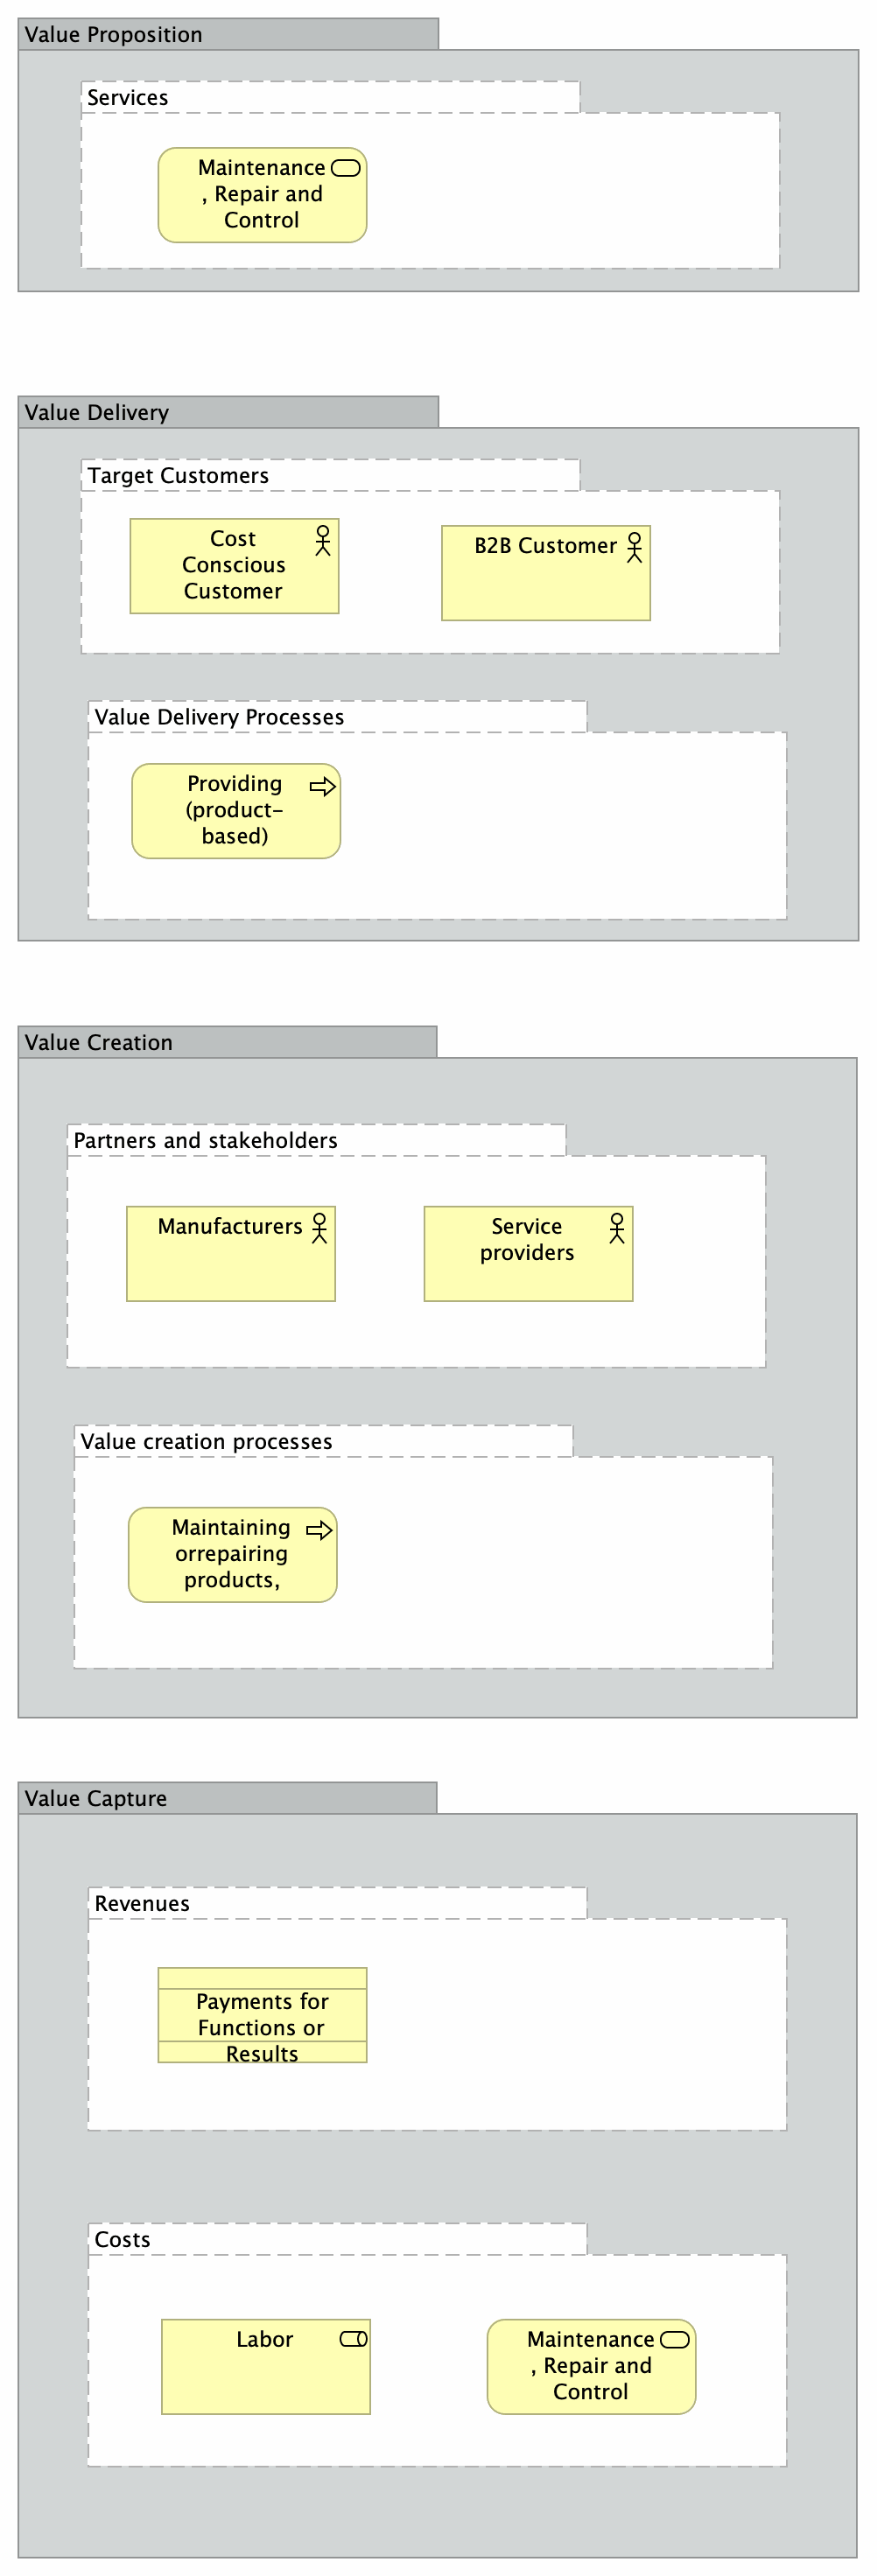 Value Proposition
Services
Maintenance
, Repair and
Control
Value Delivery
Target Customers
Cost
Conscious
Customer
B2B Customer
Value Delivery Processes
Providing
(product-
based)
Value Creation
Partners and stakeholders
Manufacturers
Service
providers
Value creation processes
Maintaining
orrepairing
products,
Value Capture
Revenues
Payments for
Functions or
Results
Costs
Labor
Maintenance
, Repair and
Control